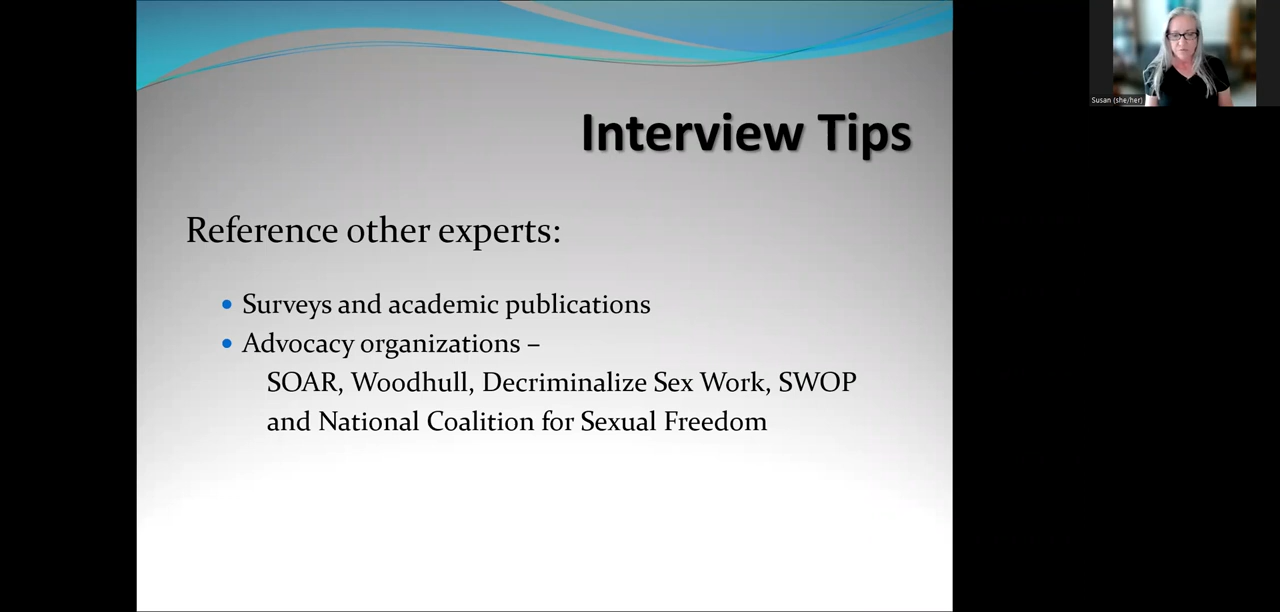 Interview Tips
Reference other experts:
• Surveys and academic publications
• Advocacy organizations –
SOAR, Woodhull, Decriminalize Sex Work, SWOP
and National Coalition for Sexual Freedom
Susan (she/her)